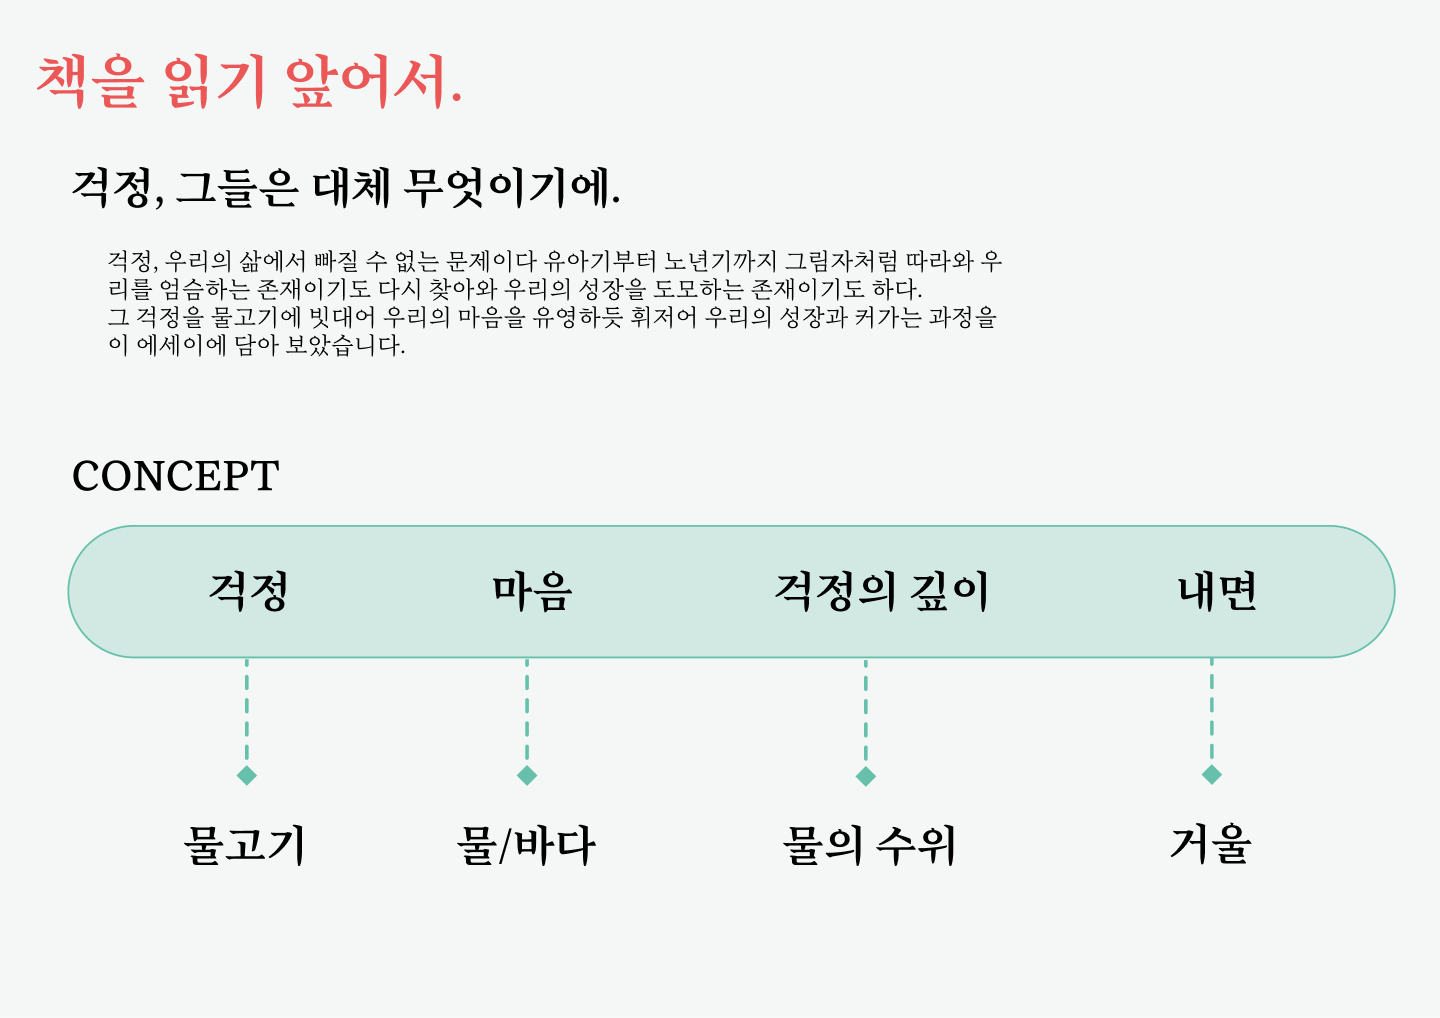 책을 읽기 앞어서.
걱정, 그들은 대체 무엇이기에.
걱정, 우리의 삶에서 빠질 수 없는 문제이다 유아기부터 노년기까지 그림자처럼 따라와 우
리를 엄슴하는 존재이기도 다시 찾아와 우리의 성장을 도모하는 존재이기도 하다.
그 걱정을 물고기에 빗대어 우리의 마음을 유영하듯 휘저어 우리의 성장과 커가는 과정을
이 에세이에 담아 보았습니다.
CONCEPT
걱정 마음 걱정의 깊이 내면
물고기 물/바다 물의 수위 거울